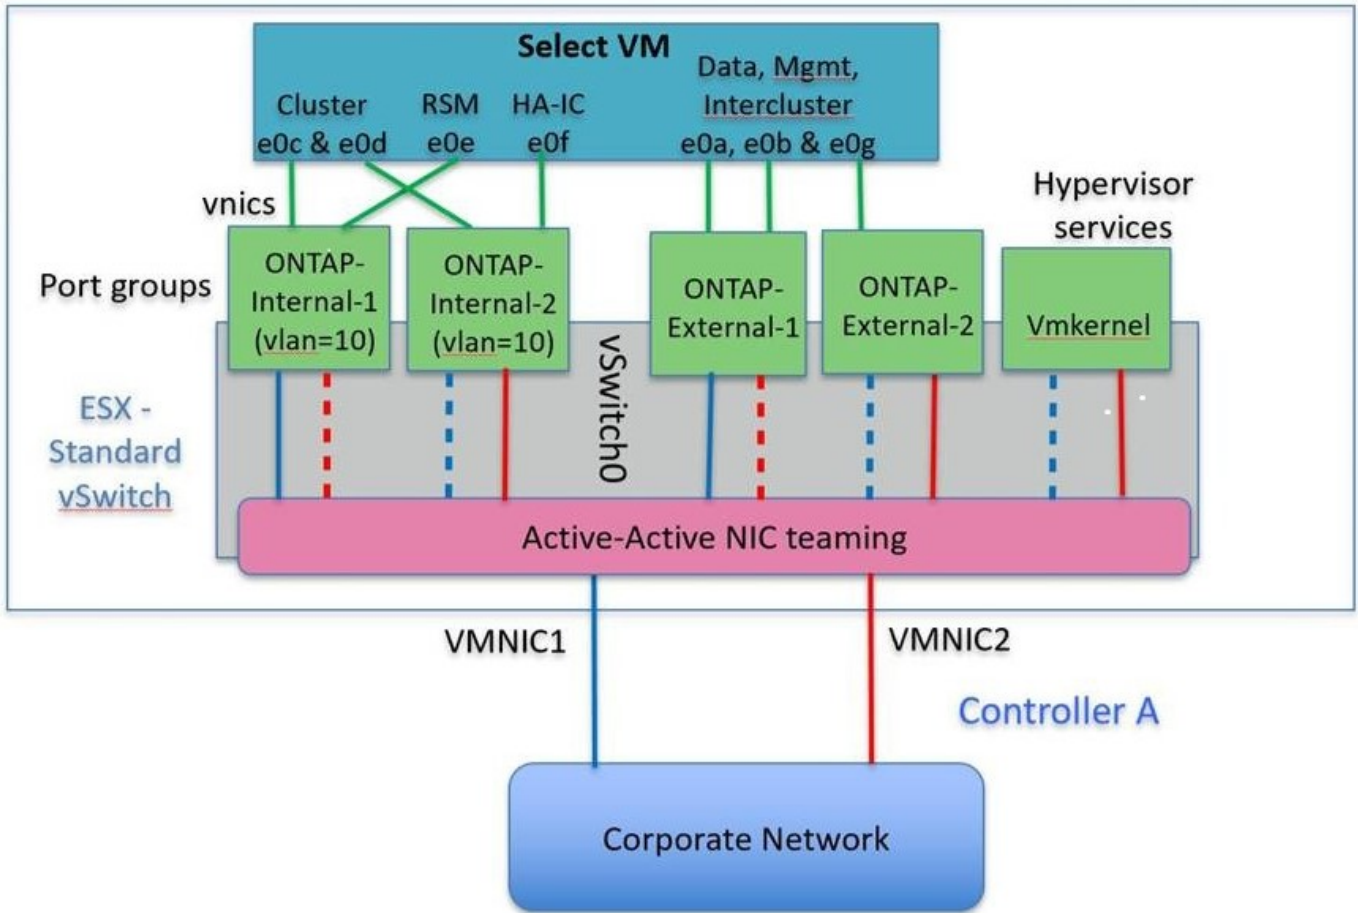 Select VM
Data, Mgmt,
Cluster
RSM
HA-IC
Intercluster
e0c & e0d
e0e
e0f
e0a, e0b & e0g
vnics
Hypervisor
services
Port groups
ONTAP-
Internal-1
(vlan=10)
ONTAP-
Internal-2
(vlan=10)
ONTAP-
External-1
ONTAP-
External-2
Vmkernel
vSwitch0
ESX -
Standard
vSwitch
Active-Active NIC teaming
VMNIC1
VMNIC2
Controller A
Corporate Network